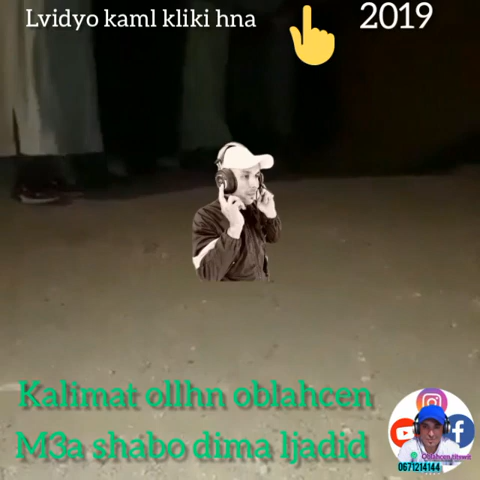 Lvidyo kaml kliki hna
2019
Kalimat ollhn oblahcen
M3a shabo dima ljadid
0671214144